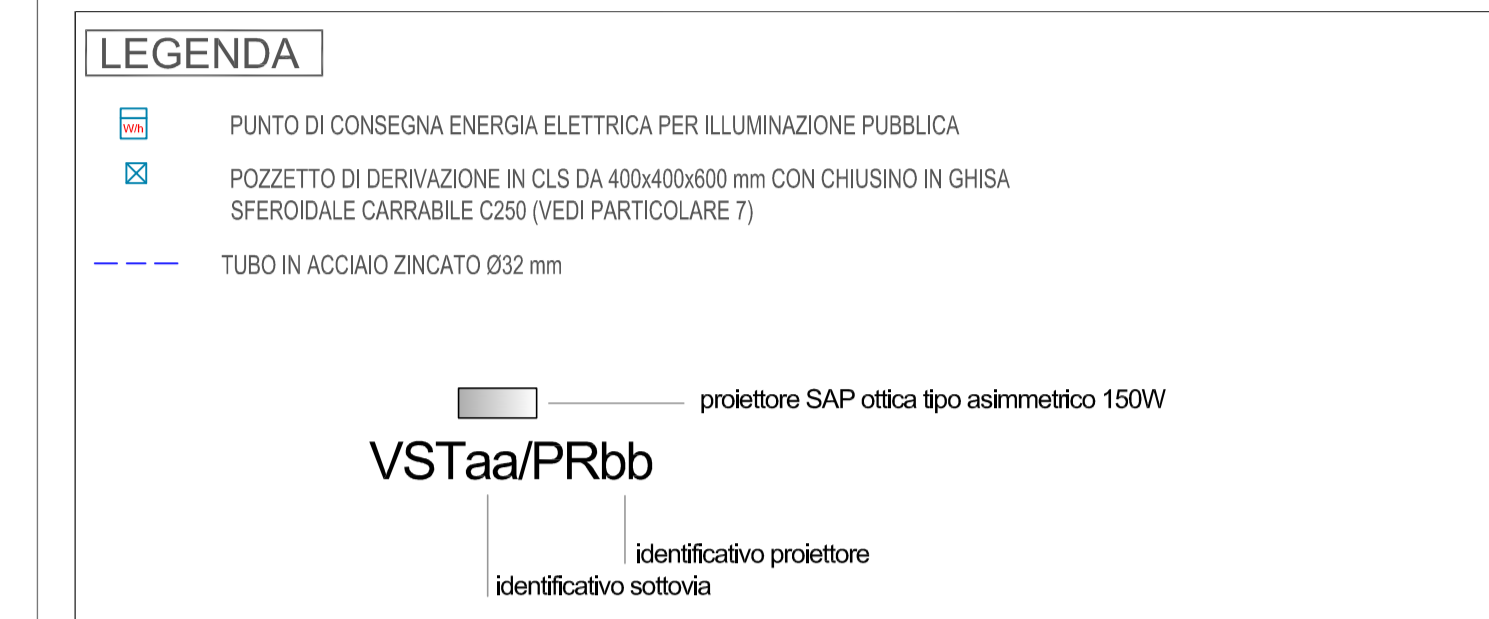 LEGENDA
W/h PUNTO DI CONSEGNA ENERGIA ELETTRICA PER ILLUMINAZIONE PUBBLICA
POZZETTO DI DERIVAZIONE IN CLS DA 400x400x600 mm CON CHIUSINO IN GHISA
SFEROIDALE CARRABILE C250 (VEDI PARTICOLARE 7)
TUBO IN ACCIAIO ZINCATO Ø32 mm
proiettore SAP ottica tipo asimmetrico 150W
VSTaa/PRbb
identificativo proiettore
identificativo sottovia